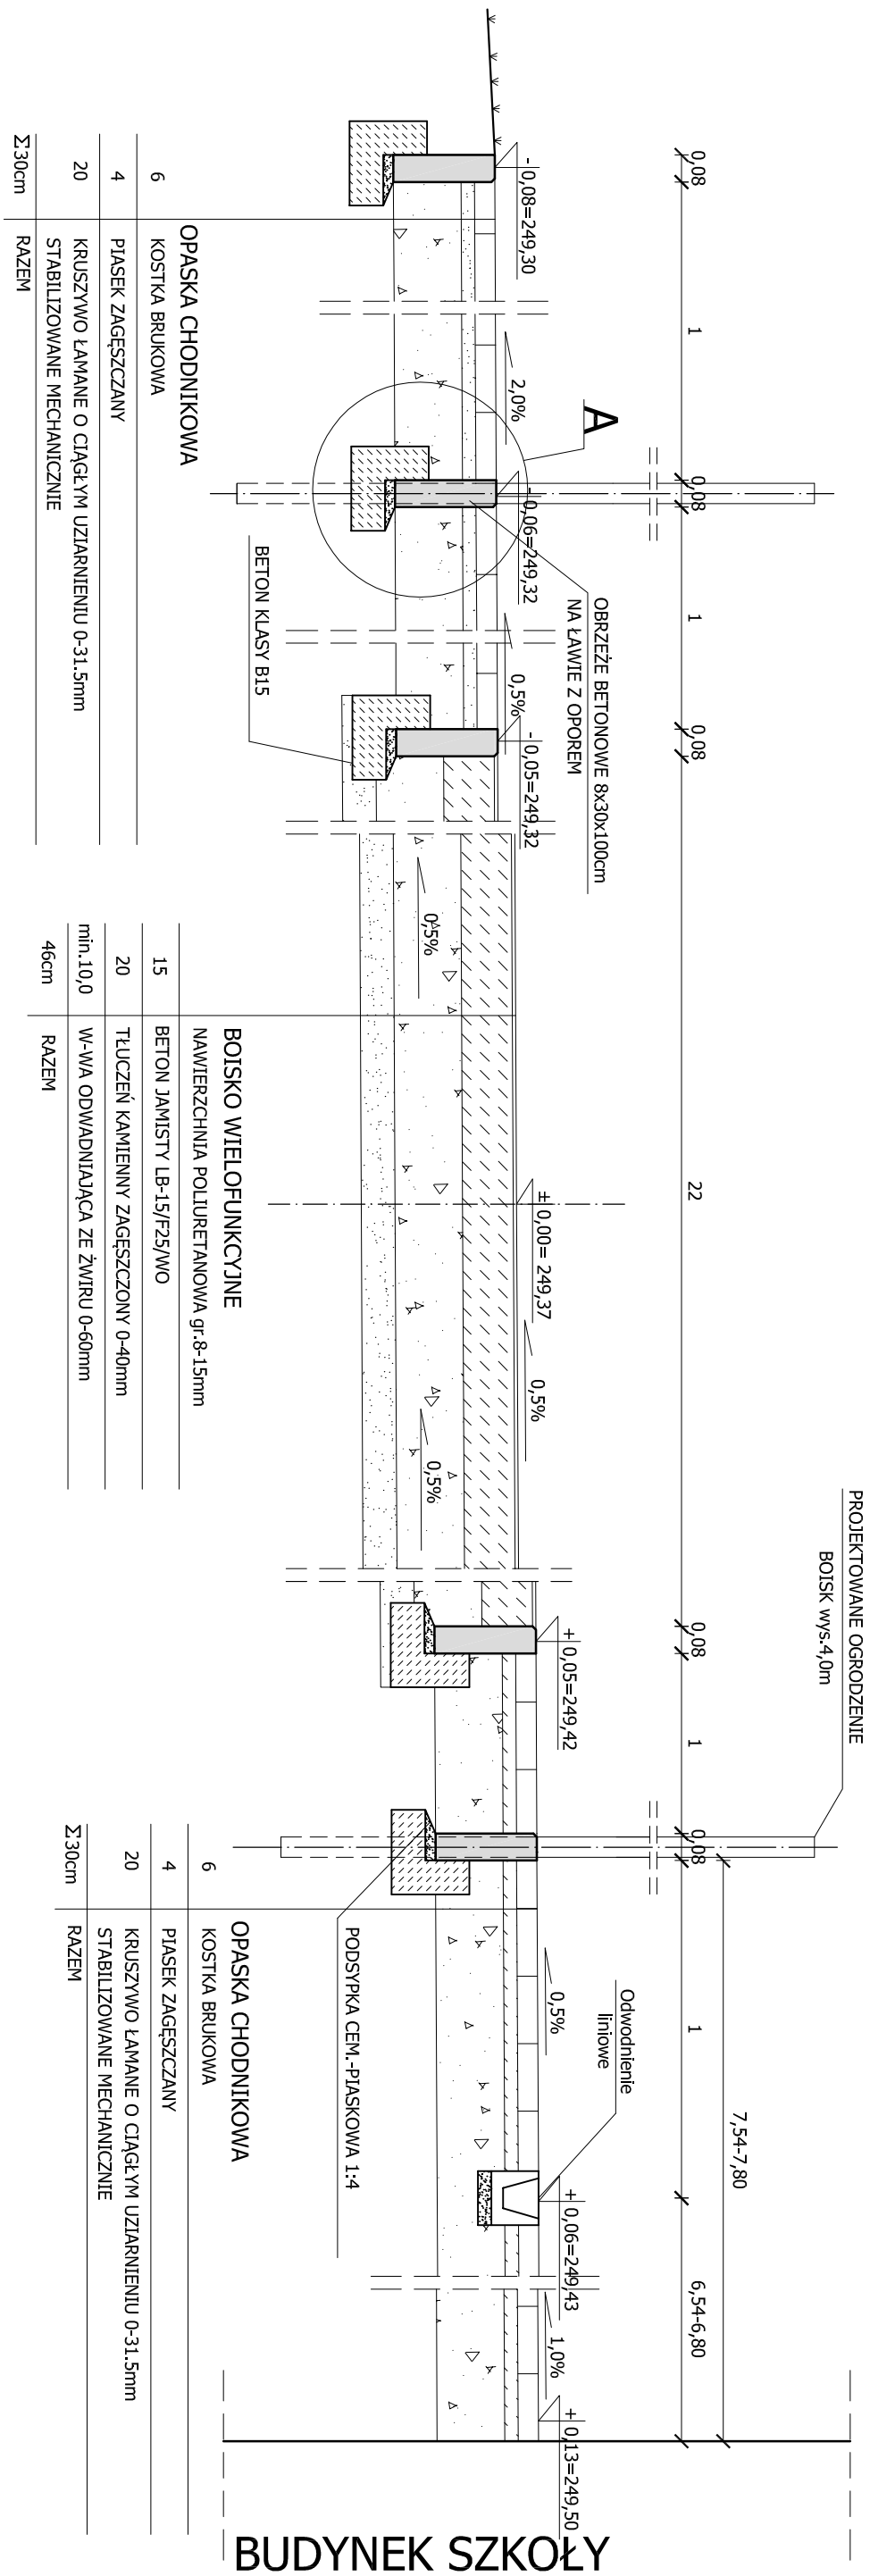 PROJEKTOWANE OGRODZENIE
BOISK wys.4,0m
7,54-7,80
0,08
1
0,08
1
0,08
22
0,08
1
0,08
1
6,54-6,80
A
OBRZEŻE BETONOWE 8x30x100cm
NA ŁAWIE Z OPOREM
Odwodnienie
liniowe
- 0,08=249,30
2,0%
- 0,06=249,32
0,5%
- 0,05=249,32
± 0,00= 249,37
0,5%
+ 0,05=249,42
0,5%
+ 0,06=249,43
1,0%
+ 0,13=249,50
0,5%
0,5%
BETON KLASY B15
PODSYPKA CEM.-PIASKOWA 1:4
BUDYNEK SZKOŁY
OPASKA CHODNIKOWA
6 KOSTKA BRUKOWA
4 PIASEK ZAGĘSZCZANY
20 KRUSZYWO ŁAMANE O CIĄGŁYM UZIARNIENIU 0-31.5mm
STABILIZOWANE MECHANICZNIE
Σ30cm RAZEM
BOISKO WIELOFUNKCYJNE
NAWIERZCHNIA POLIURETANOWA gr.8-15mm
15 BETON JAMISTY LB-15/F25/WO
20 TŁUCZEŃ KAMIENNY ZAGĘSZCZONY 0-40mm
min.10,0 W-WA ODWADNIAJĄCA ZE ŻWIRU 0-60mm
46cm RAZEM
OPASKA CHODNIKOWA
6 KOSTKA BRUKOWA
4 PIASEK ZAGĘSZCZANY
20 KRUSZYWO ŁAMANE O CIĄGŁYM UZIARNIENIU 0-31.5mm
STABILIZOWANE MECHANICZNIE
Σ30cm RAZEM